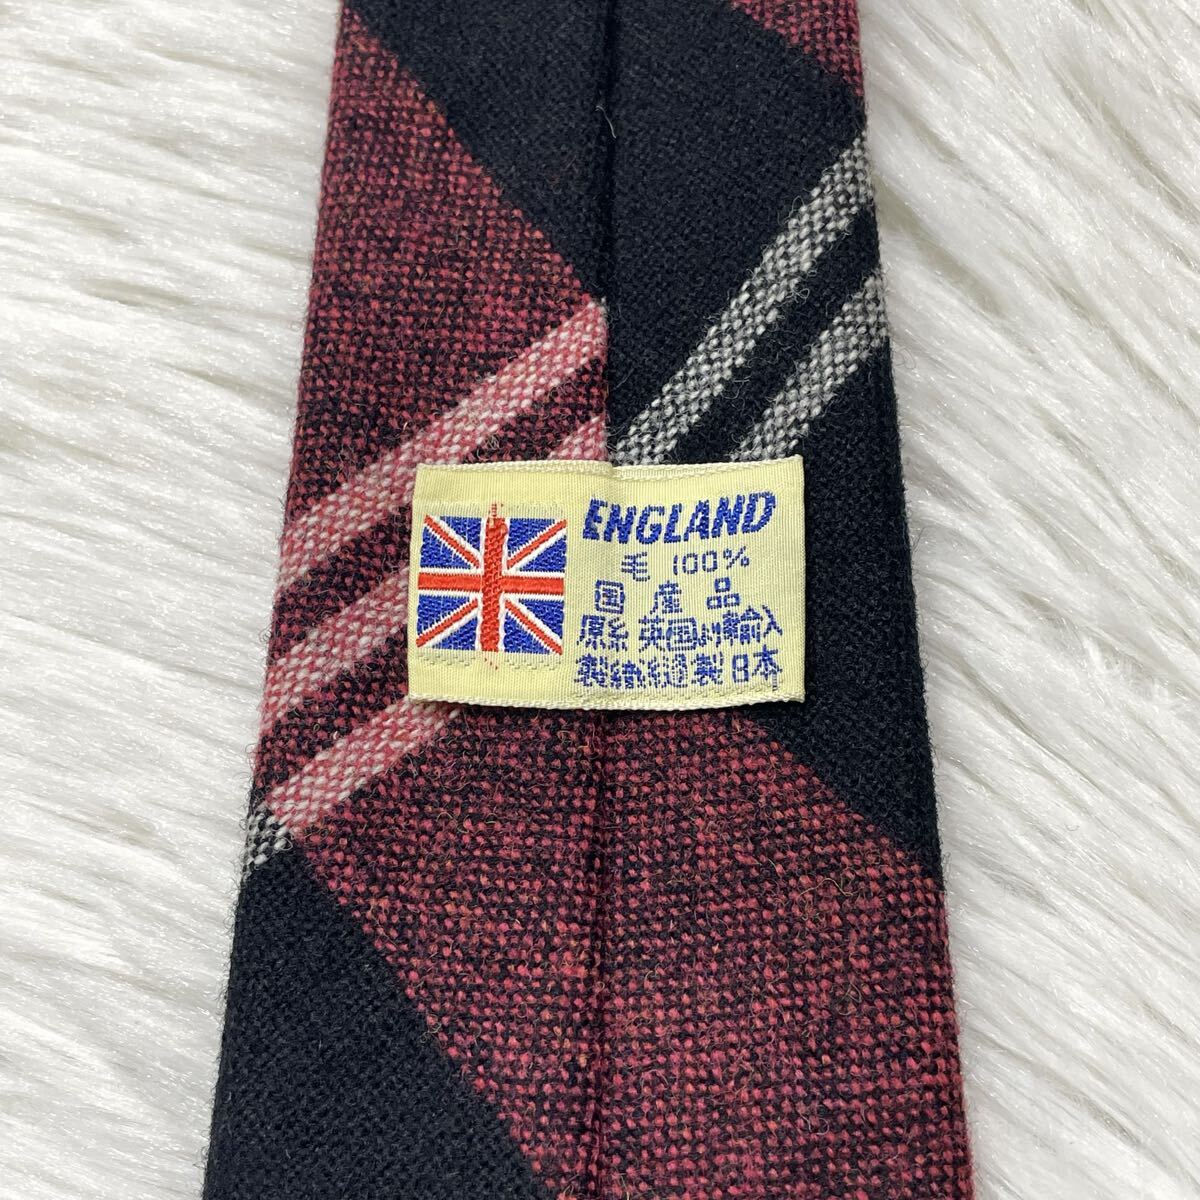 ENGLAND
毛 100%
国産品
原糸英国より輸入
製織縫製日本